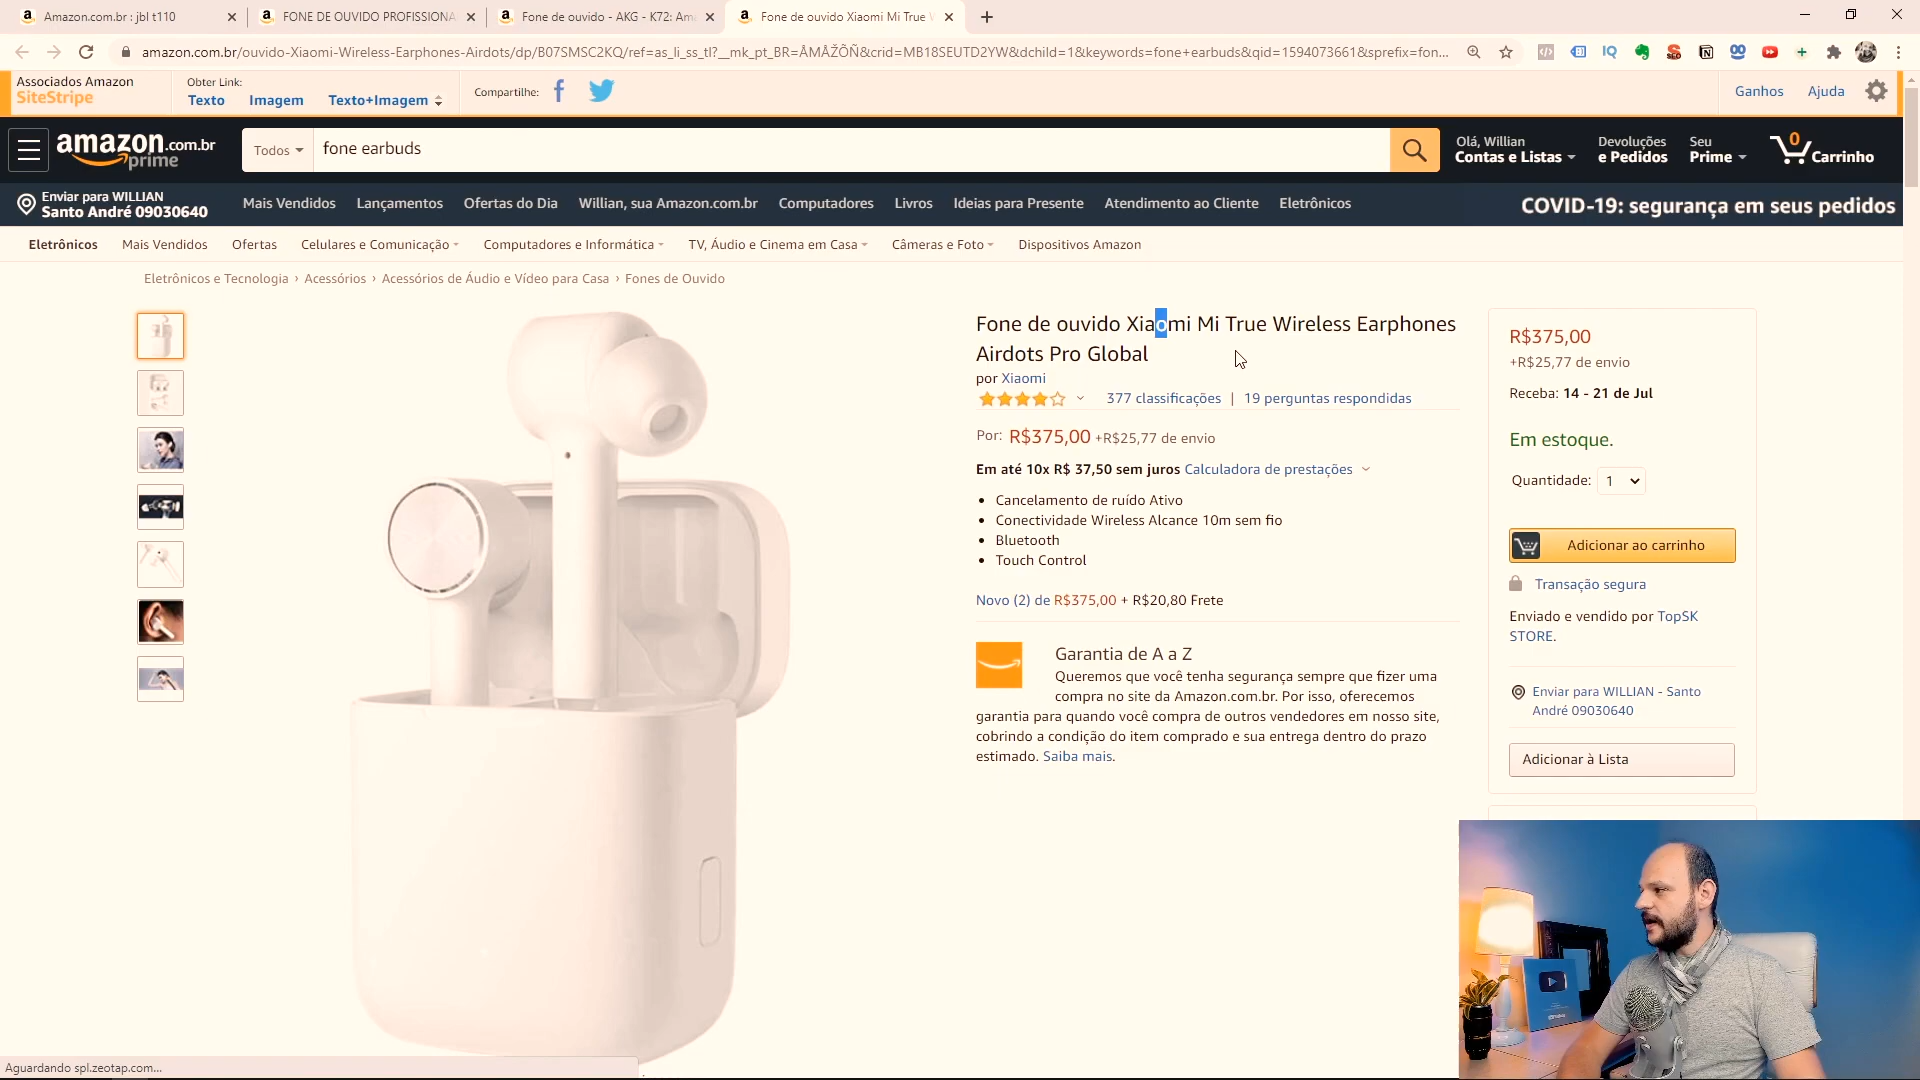 Amazon.com.br : jbl t110
FONE DE OUVIDO PROFISSIONA
Fone de ouvido - AKG - K72: Am
Fone de ouvido Xiaomi Mi True W
amazon.com.br/ouvido-Xiaomi-Wireless-Earphones-Airdots/dp/B07SMSC2KQ/ref=as_li_ss_tl?__mk_pt_BR=ÅMÅŽÕÑ&crid=MB18SEUTD2YW&dchild=1&keywords=fone+earbuds&qid=1594073661&sprefix=fon...
Associados Amazon
SiteStripe
Obter Link:
Texto Imagem Texto+Imagem
Compartilhe:
Ganhos Ajuda
amazon.com.br
prime
Todos
fone earbuds
Olá, Willian
Contas e Listas
Devoluções
e Pedidos
Seu
Prime
0
Carrinho
Enviar para WILLIAN
Santo André 09030640
Mais Vendidos Lançamentos Ofertas do Dia Willian, sua Amazon.com.br Computadores Livros Ideias para Presente Atendimento ao Cliente Eletrônicos
COVID-19: segurança em seus pedidos
Eletrônicos Mais Vendidos Ofertas Celulares e Comunicação Computadores e Informática TV, Áudio e Cinema em Casa Câmeras e Foto Dispositivos Amazon
Eletrônicos e Tecnologia › Acessórios › Acessórios de Áudio e Vídeo para Casa › Fones de Ouvido
Fone de ouvido Xiaomi Mi True Wireless Earphones
Airdots Pro Global
por Xiaomi
377 classificações | 19 perguntas respondidas
Por: R$375,00 +R$25,77 de envio
Em até 10x R$ 37,50 sem juros Calculadora de prestações
• Cancelamento de ruído Ativo
• Conectividade Wireless Alcance 10m sem fio
• Bluetooth
• Touch Control
Novo (2) de R$375,00 + R$20,80 Frete
Garantia de A a Z
Queremos que você tenha segurança sempre que fizer uma
compra no site da Amazon.com.br. Por isso, oferecemos
garantia para quando você compra de outros vendedores em nosso site,
cobrindo a condição do item comprado e sua entrega dentro do prazo
estimado. Saiba mais.
R$375,00
+R$25,77 de envio
Receba: 14 - 21 de Jul
Em estoque.
Quantidade: 1
Adicionar ao carrinho
Transação segura
Enviado e vendido por TopSK
STORE.
Enviar para WILLIAN - Santo
André 09030640
Adicionar à Lista
Aguardando spl.zeotap.com...